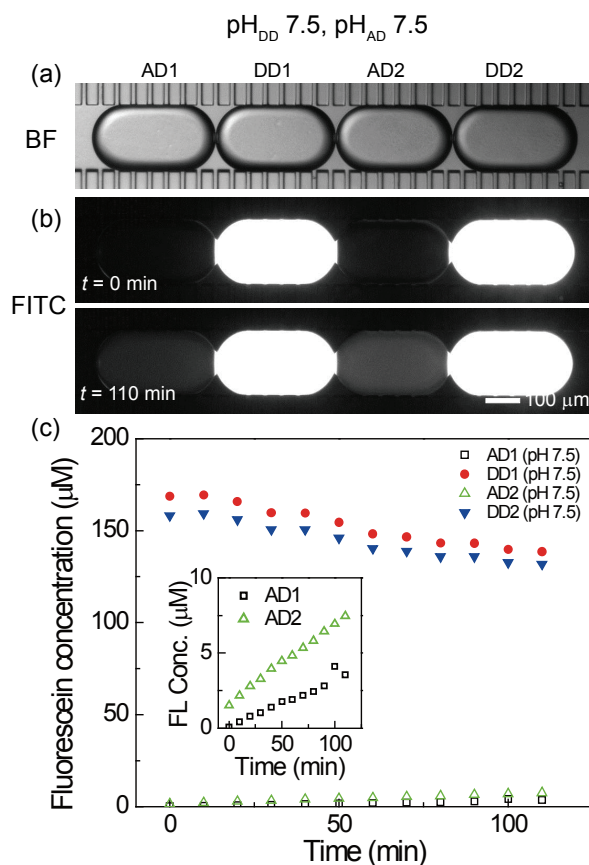 pH_DD 7.5, pH_AD 7.5
(a) AD1 DD1 AD2 DD2
BF
(b)
t = 0 min
FITC
t = 110 min
100 μm
(c)
200
150
100
50
0
Fluorescein concentration (μM)
AD1 (pH 7.5)
DD1 (pH 7.5)
AD2 (pH 7.5)
DD2 (pH 7.5)
10
5
0
FL Conc. (μM)
AD1
AD2
0 50 100
Time (min)
0 50 100
Time (min)